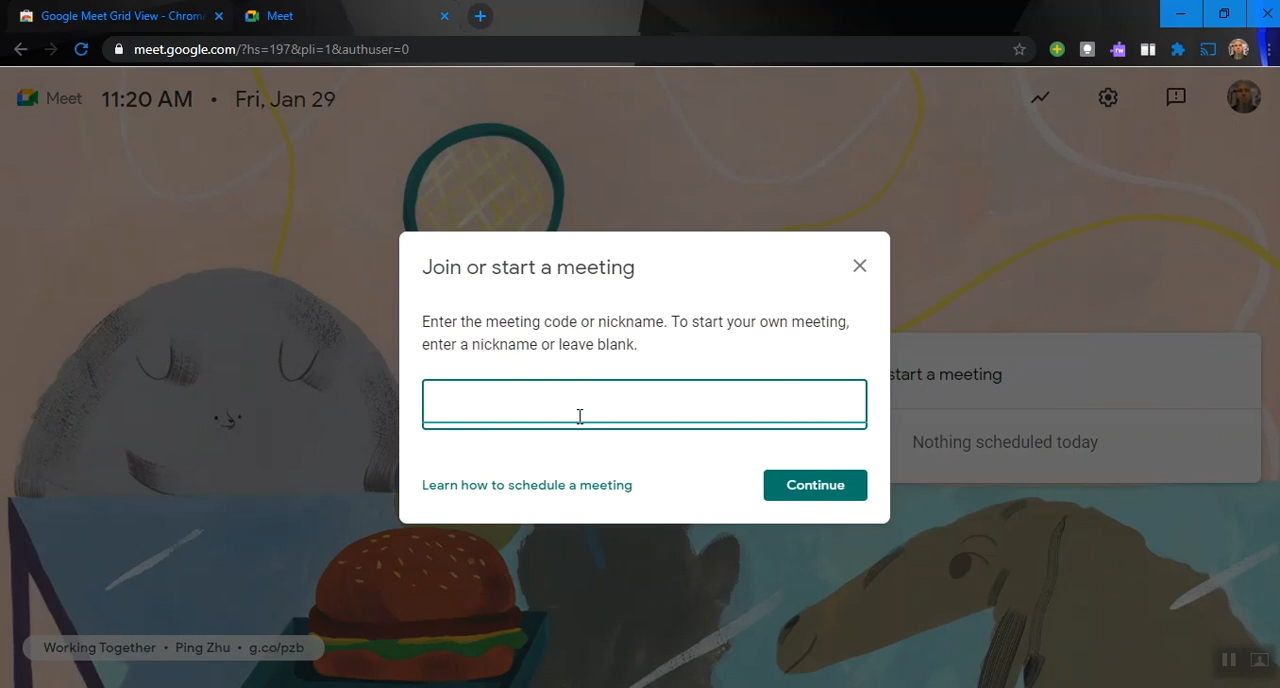 Google Meet Grid View - Chrome
Meet
meet.google.com/?hs=197&pli=1&authuser=0
Meet 11:20 AM • Fri, Jan 29
Join or start a meeting
Enter the meeting code or nickname. To start your own meeting,
enter a nickname or leave blank.
start a meeting
Nothing scheduled today
Learn how to schedule a meeting
Continue
Working Together • Ping Zhu • g.co/pzb